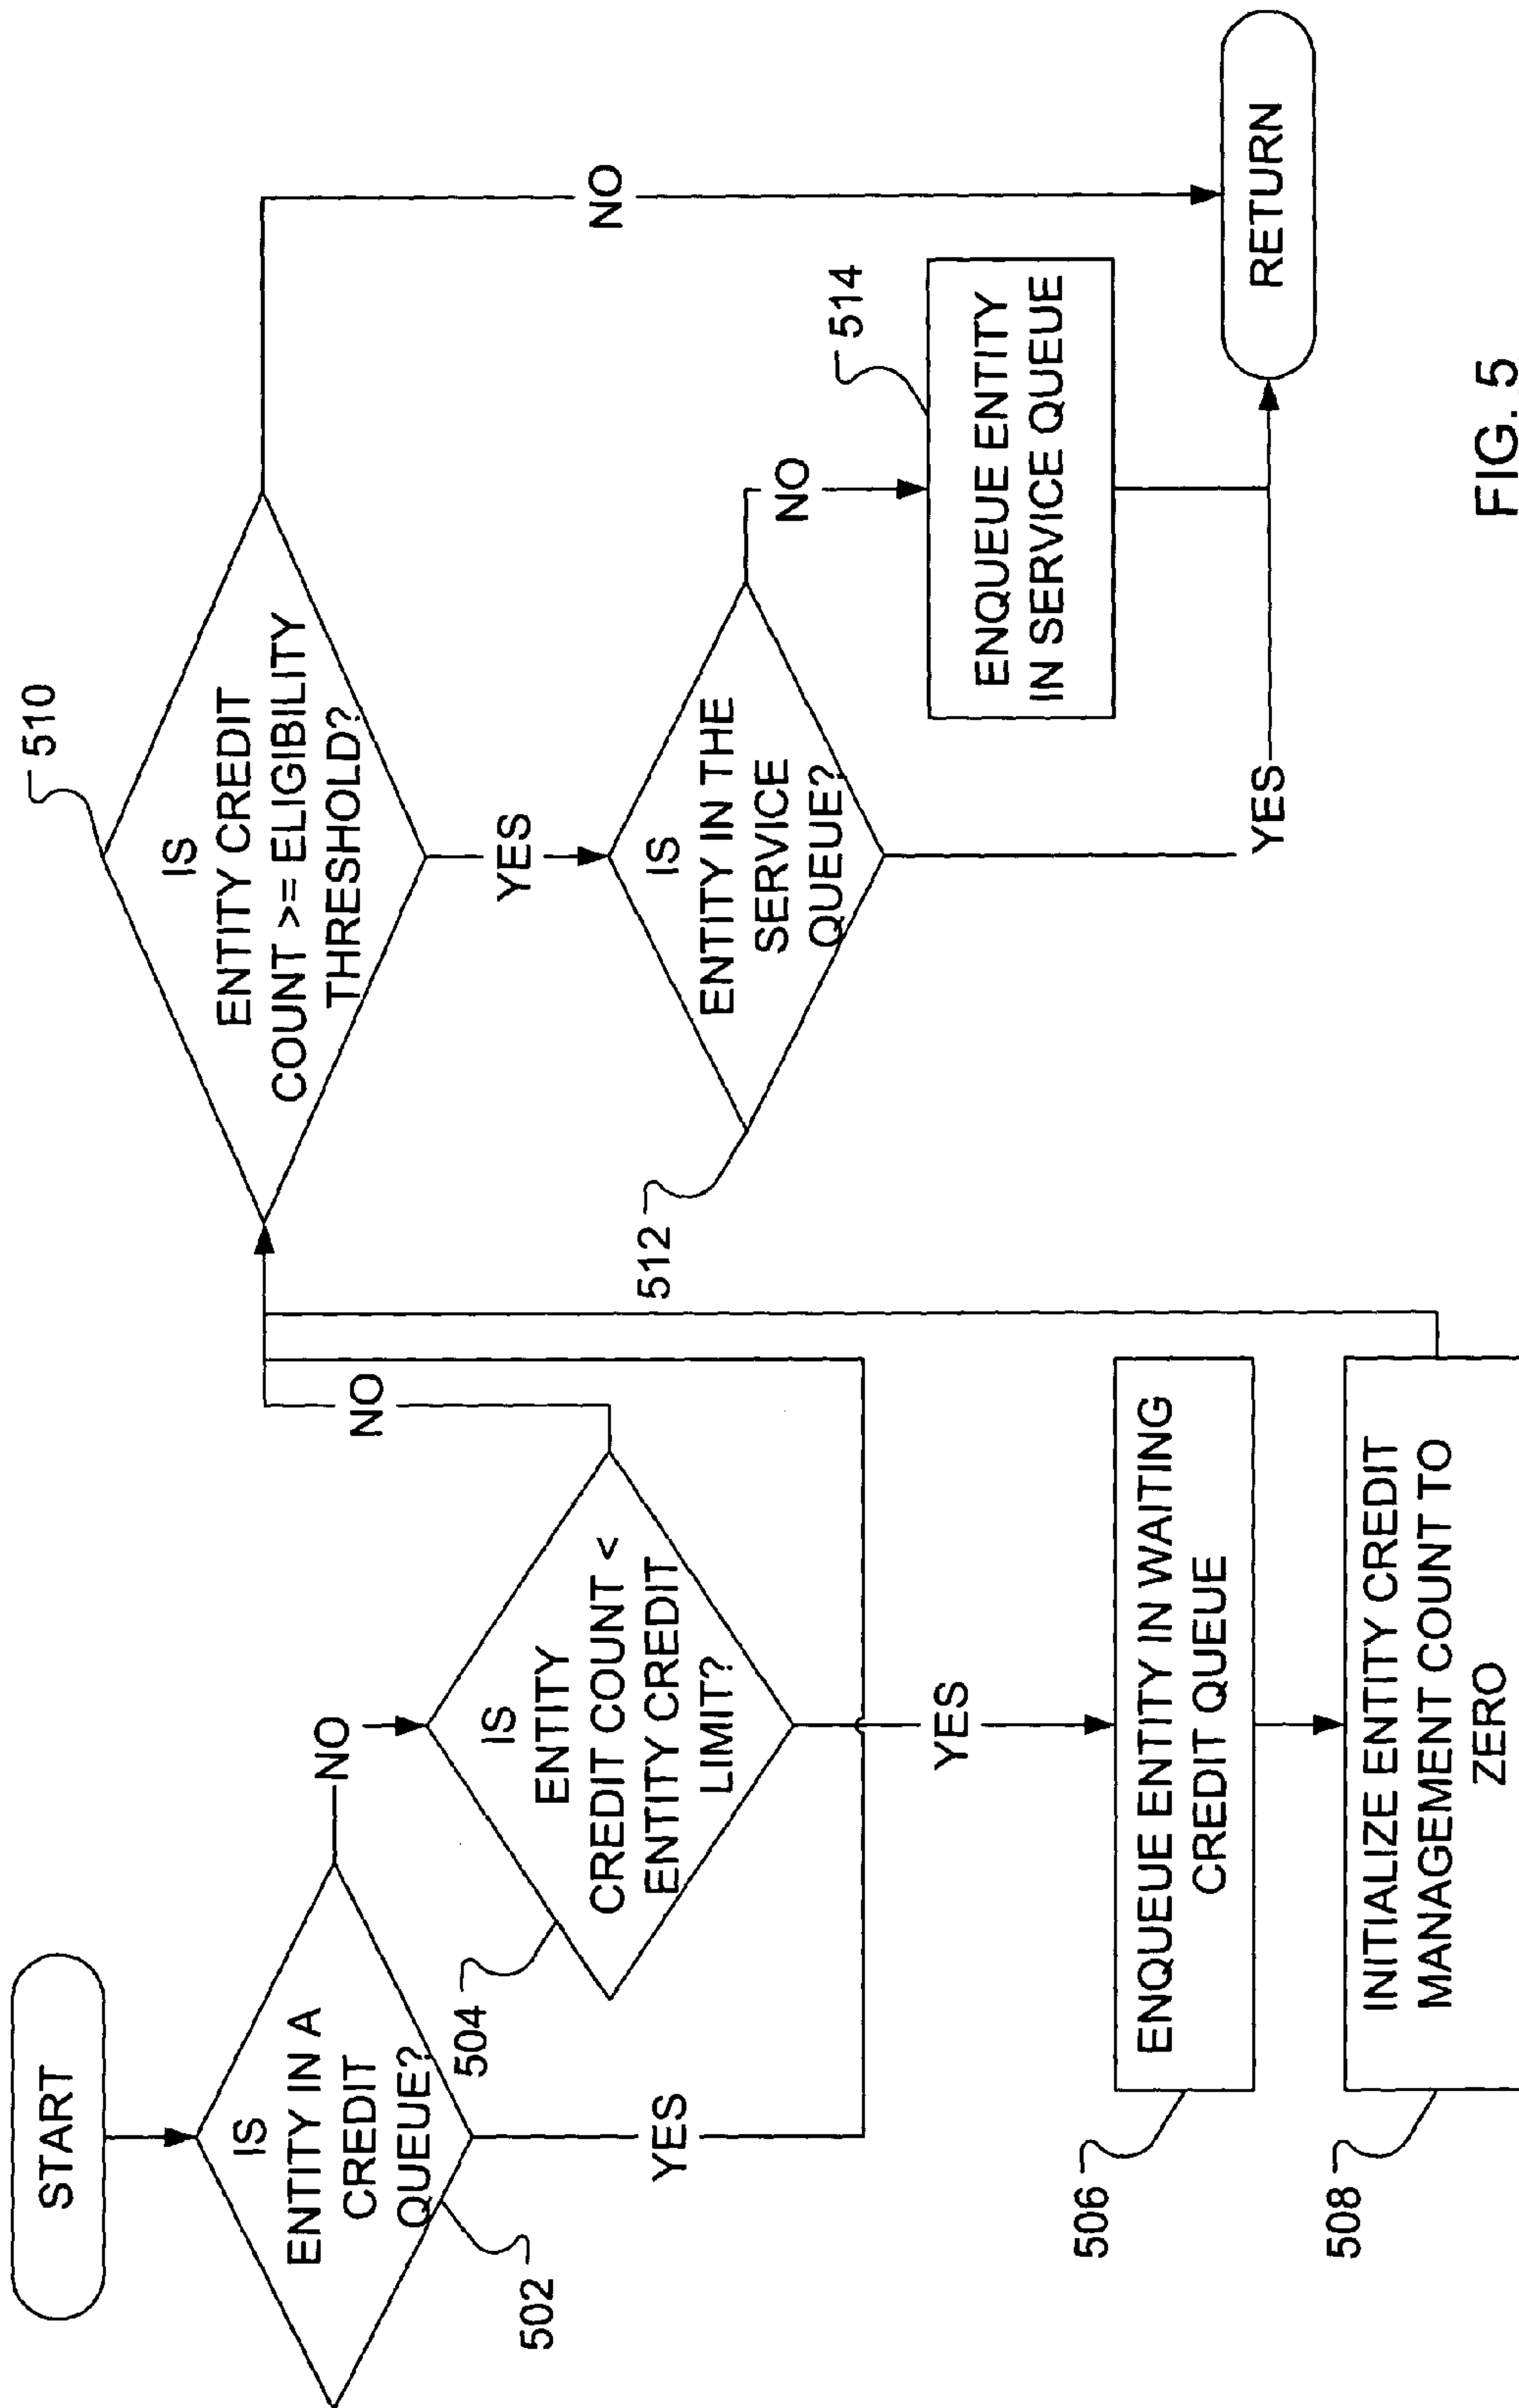 START
IS
ENTITY IN A
CREDIT
QUEUE?
502
NO
YES
IS
ENTITY
CREDIT COUNT <
ENTITY CREDIT
LIMIT?
504
NO
YES
ENQUEUE ENTITY IN WAITING
CREDIT QUEUE
506
INITIALIZE ENTITY CREDIT
MANAGEMENT COUNT TO
ZERO
508
IS
ENTITY CREDIT
COUNT >= ELIGIBILITY
THRESHOLD?
510
NO
YES
IS
ENTITY IN THE
SERVICE
QUEUE?
512
NO
YES
ENQUEUE ENTITY
IN SERVICE QUEUE
514
RETURN
FIG. 5